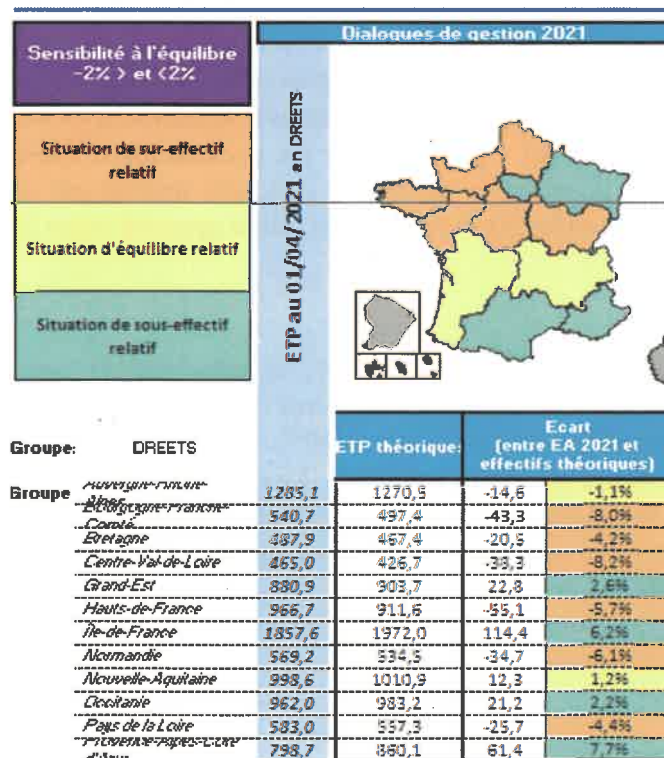 Sensibilité à l'équilibre
-2% > et <2%
Dialogues de gestion 2021
ETP au 01/04/2021 en DREETS
Situation de sur-effectif
relatif
Situation d'équilibre relatif
Situation de sous-effectif
relatif
Groupe: DREETS
ETP théorique:
Ecart
(entre EA 2021 et
effectifs théoriques)
Groupe
1285,1 1270,5 -14,6 -1,1%
540,7 497,4 -43,3 -8,0%
Bretagne 487,9 467,4 -20,5 -4,2%
Centre-Val-de-Loire 465,0 426,7 -38,3 -8,2%
Grand-Est 880,9 903,7 22,8 2,6%
Hauts-de-France 966,7 911,6 -55,1 -5,7%
Île-de-France 1857,6 1972,0 114,4 6,2%
Normandie 569,2 534,5 -34,7 -6,1%
Nouvelle-Aquitaine 998,6 1010,9 12,3 1,2%
Occitanie 962,0 983,2 21,2 2,2%
Pays de la Loire 583,0 557,3 -25,7 -4,4%
798,7 860,1 61,4 7,7%